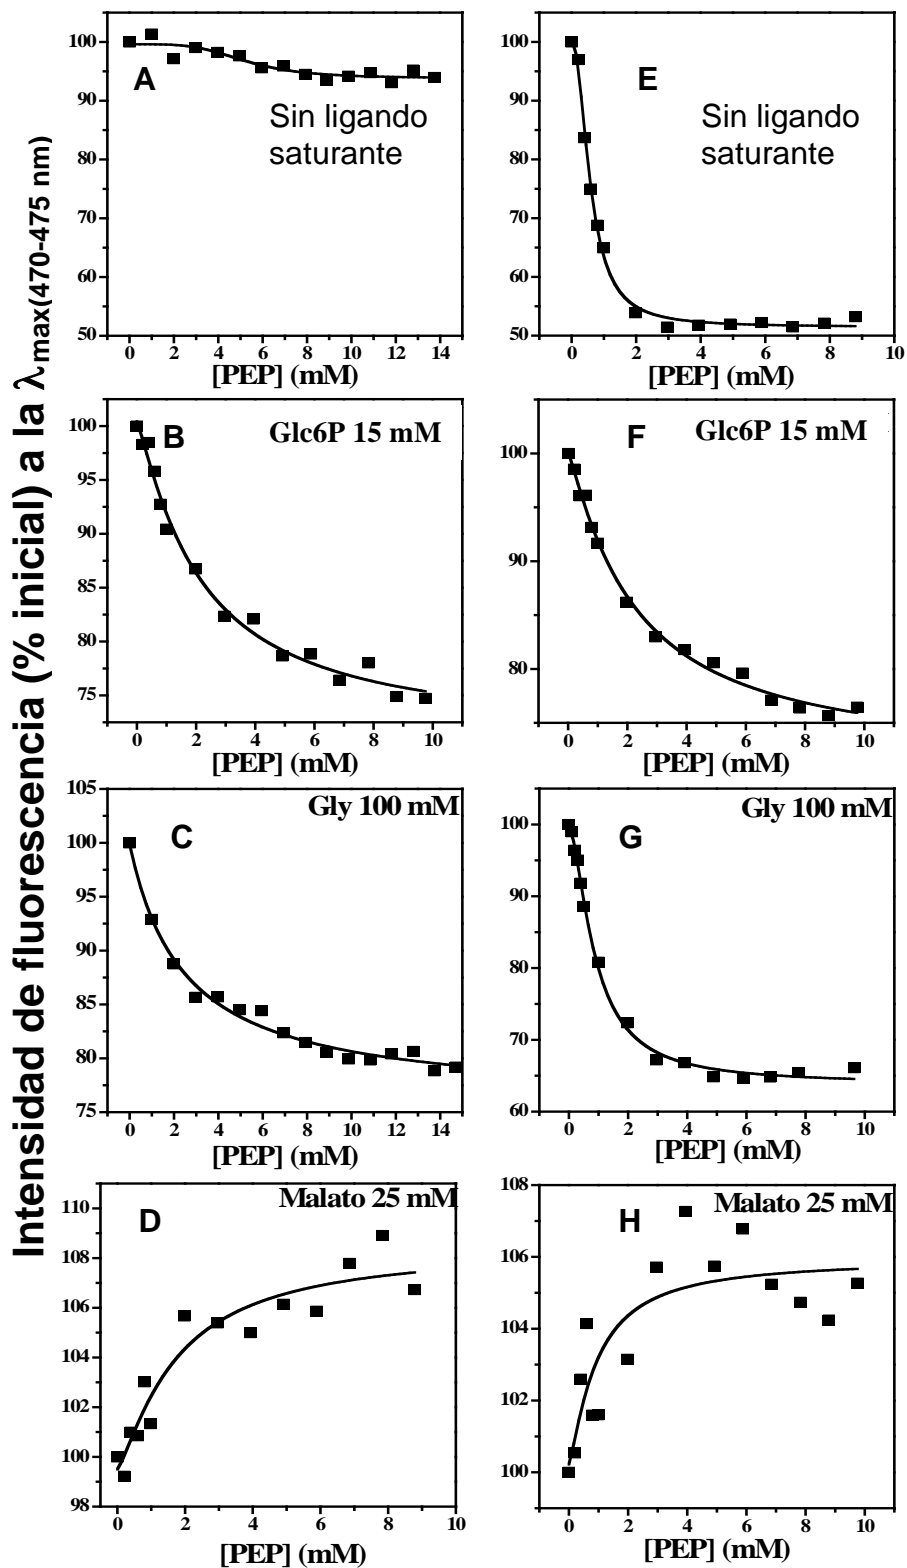 Intensidad de fluorescencia (% inicial) a la λmax(470-475 nm)
A
Sin ligando
saturante
100
90
80
70
60
50
0 2 4 6 8 10 12 14
[PEP] (mM)
E
Sin ligando
saturante
100
90
80
70
60
50
0 2 4 6 8 10
[PEP] (mM)
B
Glc6P 15 mM
100
95
90
85
80
75
0 2 4 6 8 10
[PEP] (mM)
F
Glc6P 15 mM
100
90
80
0 2 4 6 8 10
[PEP] (mM)
C
Gly 100 mM
105
100
95
90
85
80
75
0 2 4 6 8 10 12 14
[PEP] (mM)
G
Gly 100 mM
100
90
80
70
60
0 2 4 6 8 10
[PEP] (mM)
D
Malato 25 mM
110
108
106
104
102
100
98
0 2 4 6 8 10
[PEP] (mM)
H
Malato 25 mM
108
106
104
102
100
0 2 4 6 8 10
[PEP] (mM)